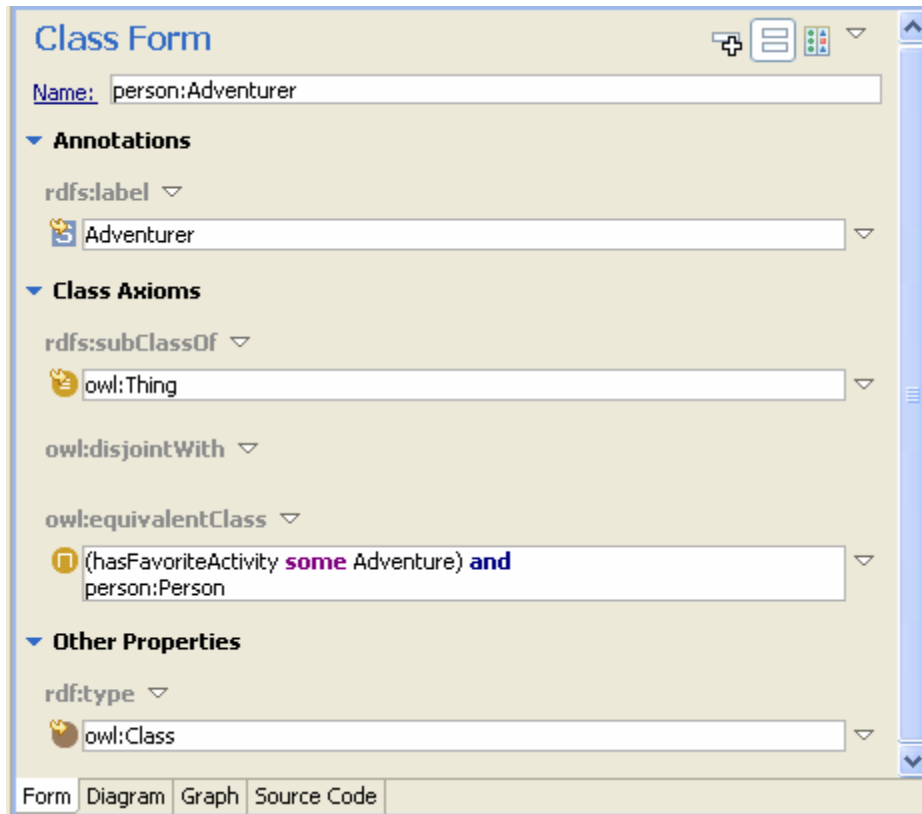 Class Form
Name: person:Adventurer
Annotations
rdfs:label
Adventurer
Class Axioms
rdfs:subClassOf
owl:Thing
owl:disjointWith
owl:equivalentClass
(hasFavoriteActivity some Adventure) and
person:Person
Other Properties
rdf:type
owl:Class
Form Diagram Graph Source Code